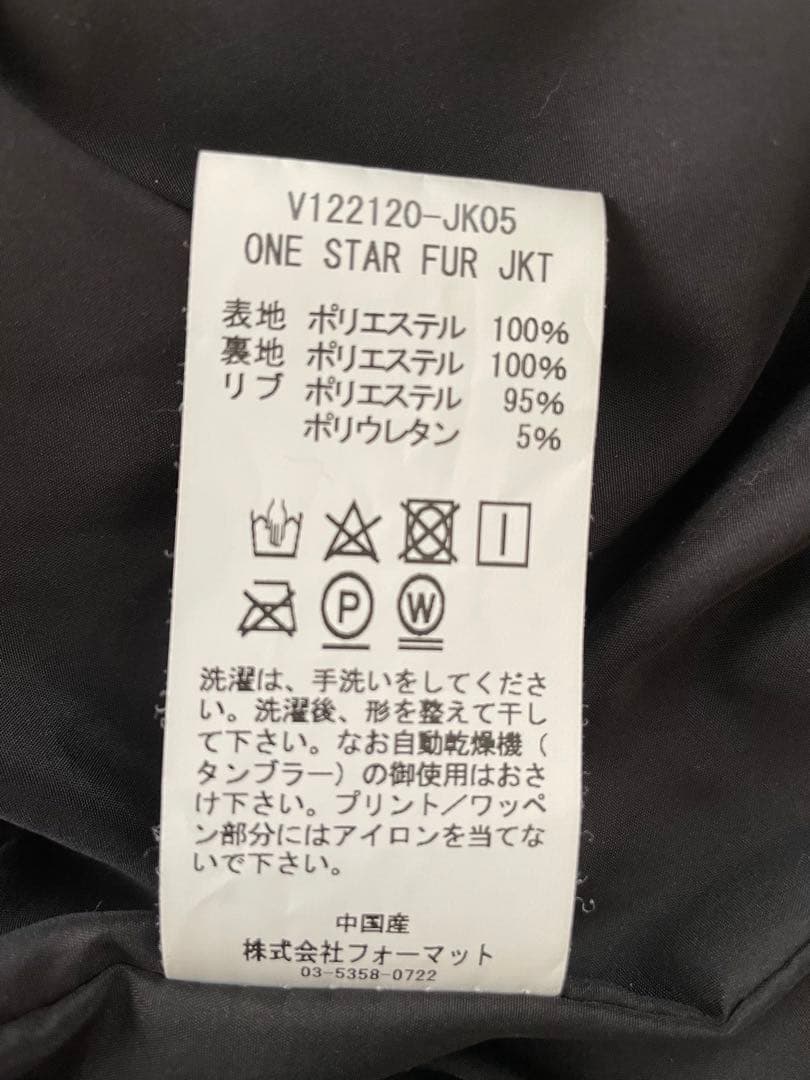 V122120-JK05
ONE STAR FUR JKT
表地 ポリエステル 100%
裏地 ポリエステル 100%
リブ ポリエステル 95%
ポリウレタン 5%
P W
洗濯は、手洗いをしてくださ
い。洗濯後、形を整えて干し
て下さい。なお自動乾燥機(
タンブラー)の御使用はおさ
け下さい。プリント/ワッペ
ン部分にはアイロンを当てな
いで下さい。
中国産
株式会社フォーマット
03-5358-0722